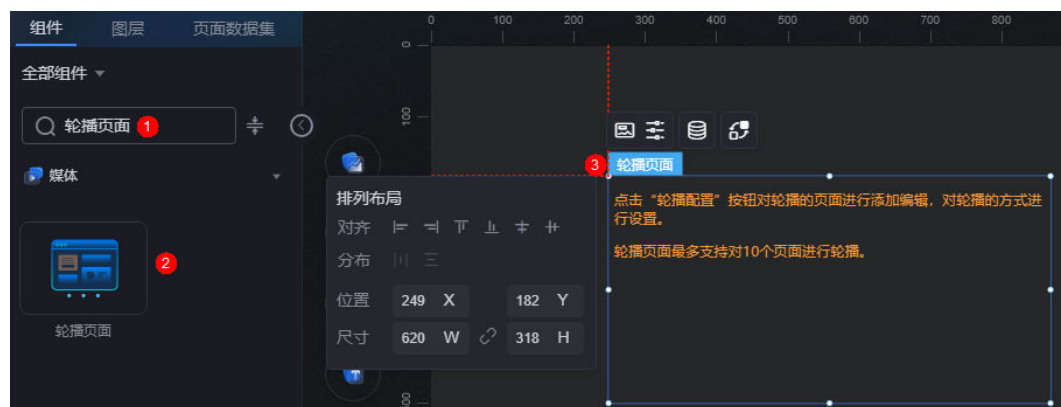 组件 图层 页面数据集
全部组件
轮播页面 1
媒体
2
轮播页面
0 100 200 300 400 500 600 700 800
0
100
3 轮播页面
点击“轮播配置”按钮对轮播的页面进行添加编辑，对轮播的方式进
行设置。
轮播页面最多支持对10个页面进行轮播。
排列布局
对齐
分布
位置 249 X 182 Y
尺寸 620 W 318 H
T